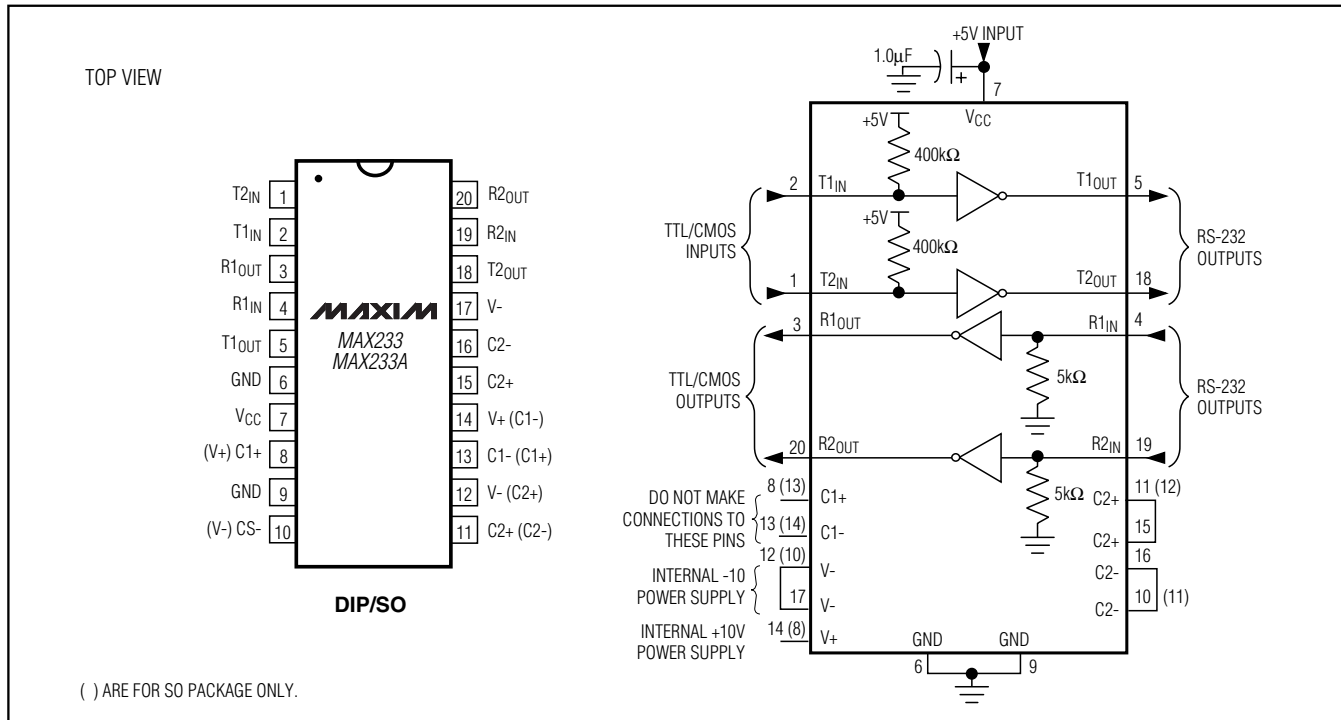 TOP VIEW
T2IN 1
T1IN 2
R1OUT 3
R1IN 4
T1OUT 5
GND 6
VCC 7
(V+) C1+ 8
GND 9
(V-) CS- 10
MAXIM
MAX233
MAX233A
20 R2OUT
19 R2IN
18 T2OUT
17 V-
16 C2-
15 C2+
14 V+ (C1-)
13 C1- (C1+)
12 V- (C2+)
11 C2+ (C2-)
DIP/SO
( ) ARE FOR SO PACKAGE ONLY.
+5V INPUT
1.0µF
+
7
VCC
+5V
400kΩ
2 T1IN
T1OUT 5
+5V
400kΩ
TTL/CMOS
INPUTS
RS-232
OUTPUTS
1 T2IN
T2OUT 18
3 R1OUT
R1IN 4
5kΩ
TTL/CMOS
OUTPUTS
RS-232
OUTPUTS
20 R2OUT
R2IN 19
5kΩ
DO NOT MAKE
CONNECTIONS TO
THESE PINS
8 (13) C1+
13 (14) C1-
INTERNAL -10
POWER SUPPLY
12 (10) V-
17 V-
INTERNAL +10V
POWER SUPPLY
14 (8) V+
C2+ 11 (12)
C2+ 15
C2- 16
C2- 10 (11)
GND GND
6 9